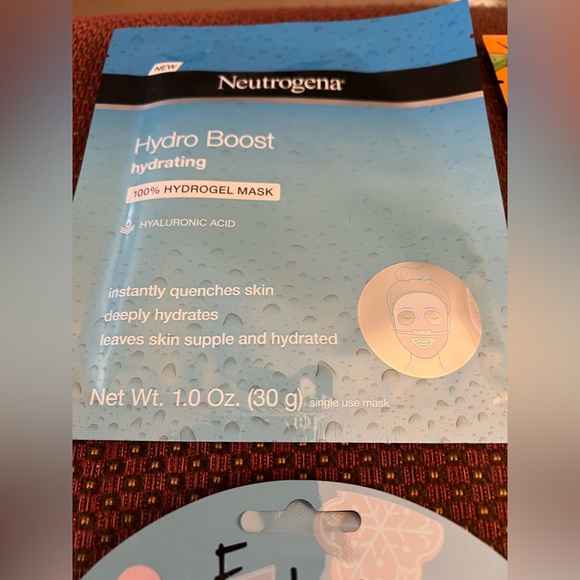 NEW
Neutrogena®
Hydro Boost
hydrating
100% HYDROGEL MASK
HYALURONIC ACID
instantly quenches skin
deeply hydrates
leaves skin supple and hydrated
Net Wt. 1.0 Oz. (30 g) single use mask